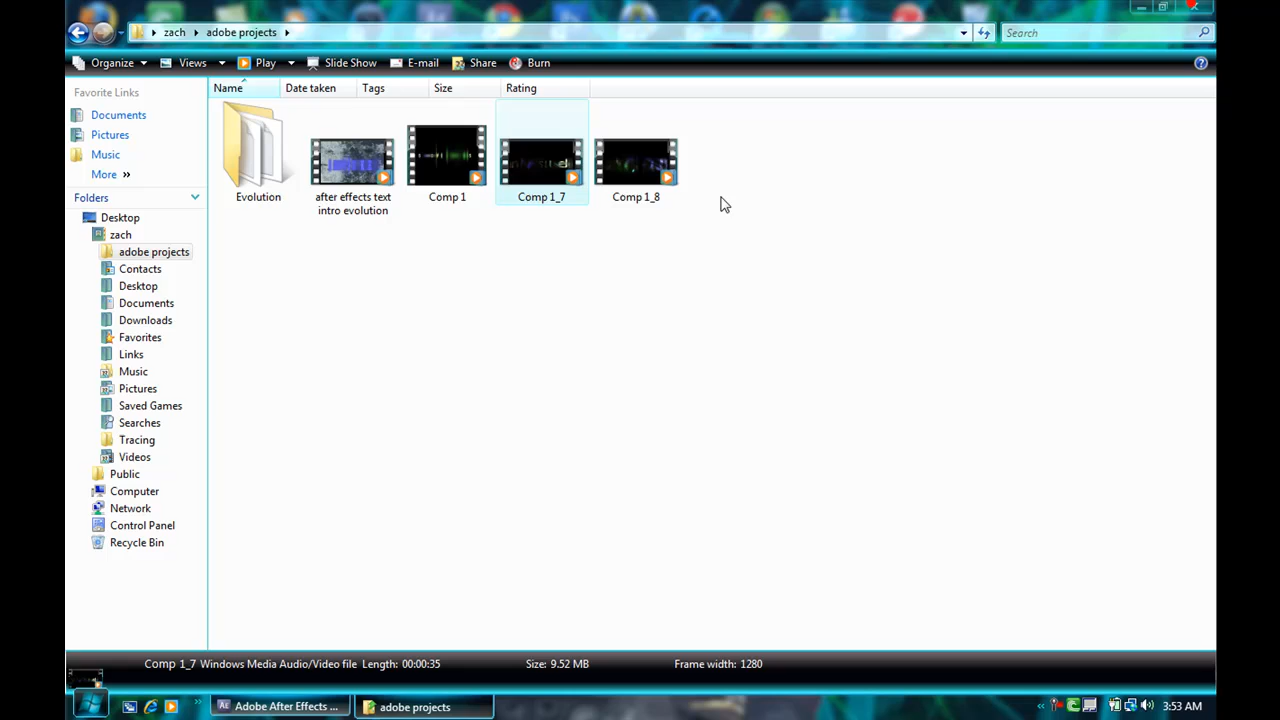 zach adobe projects Search
Organize Views Play Slide Show E-mail Share Burn
Favorite Links
Name Date taken Tags Size Rating
Documents
Pictures
Music
More »
Folders
Desktop
zach
adobe projects
Contacts
Desktop
Documents
Downloads
Favorites
Links
Music
Pictures
Saved Games
Searches
Tracing
Videos
Public
Computer
Network
Control Panel
Recycle Bin
Evolution
after effects text
intro evolution
Comp 1
Comp 1_7
Comp 1_8
Comp 1_7 Windows Media Audio/Video file Length: 00:00:35 Size: 9.52 MB Frame width: 1280
Adobe After Effects ... adobe projects 3:53 AM